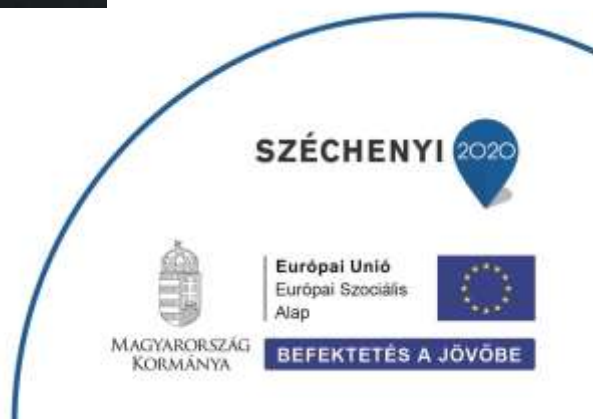 SZÉCHENYI 2020
Európai Unió
Európai Szociális
Alap
MAGYARORSZÁG
KORMÁNYA
BEFEKTETÉS A JÖVŐBE